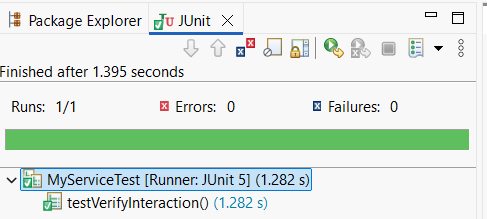 Package Explorer JUnit
Finished after 1.395 seconds
Runs: 1/1 Errors: 0 Failures: 0
MyServiceTest [Runner: JUnit 5] (1.282 s)
testVerifyInteraction() (1.282 s)